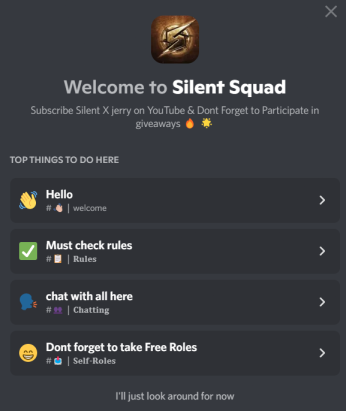 Welcome to Silent Squad
Subscribe Silent X jerry on YouTube & Dont Forget to Participate in
giveaways 🔥 🌟
TOP THINGS TO DO HERE
Hello
# 👋🏻 | welcome
Must check rules
# 📋 | Rules
chat with all here
# 👥 | Chatting
Dont forget to take Free Roles
# 🤖 | Self-Roles
I'll just look around for now